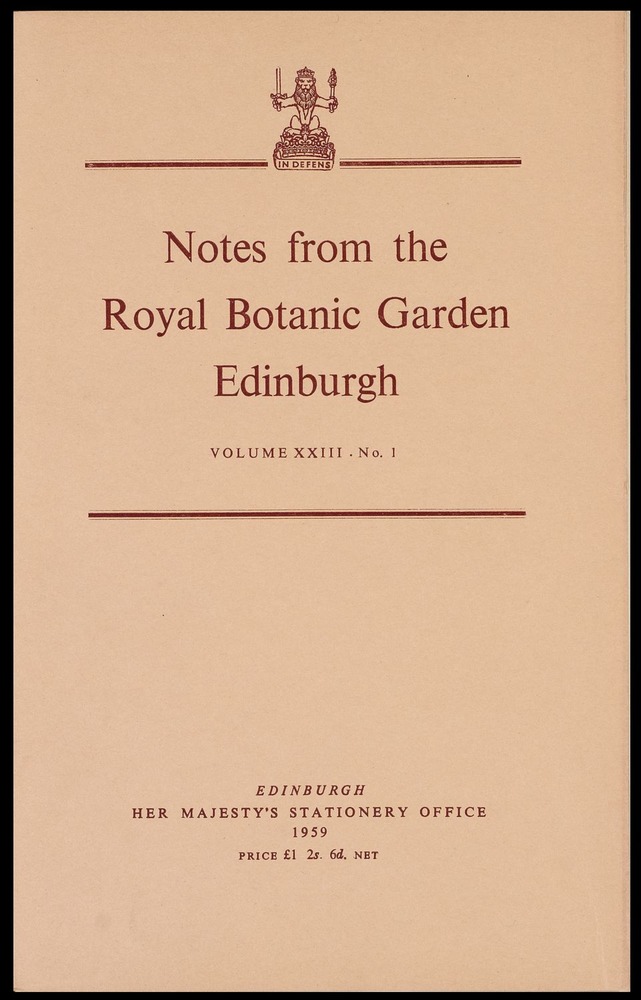 IN DEFENS
Notes from the
Royal Botanic Garden
Edinburgh
VOLUME XXIII · No. 1
EDINBURGH
HER MAJESTY'S STATIONERY OFFICE
1959
PRICE £1 2s. 6d. NET